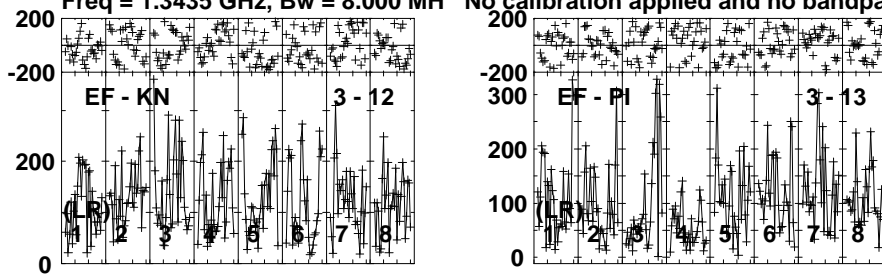 Freq = 1.3435 GHz, Bw = 8.000 MH No calibration applied and no bandpa
200
-200
EF - KN 3 - 12
200
0
(LR)
1 2 3 4 5 6 7 8
200
-200
EF - PI 3 - 13
300
200
100
0
(LR)
1 2 3 4 5 6 7 8